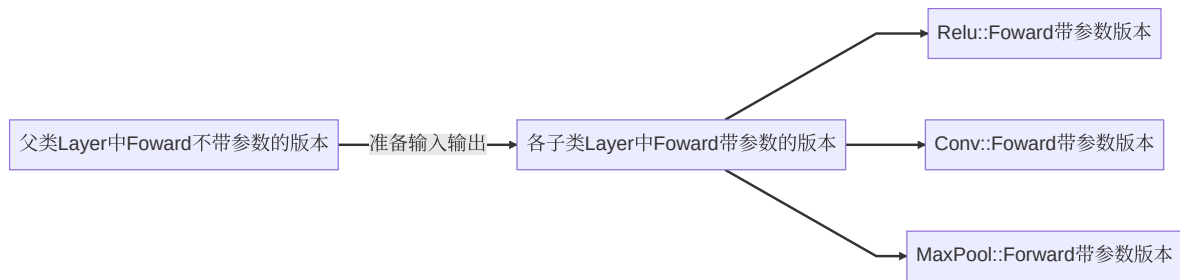 Relu::Foward带参数版本
父类Layer中Foward不带参数的版本
准备输入输出
各子类Layer中Foward带参数的版本
Conv::Foward带参数版本
MaxPool::Forward带参数版本